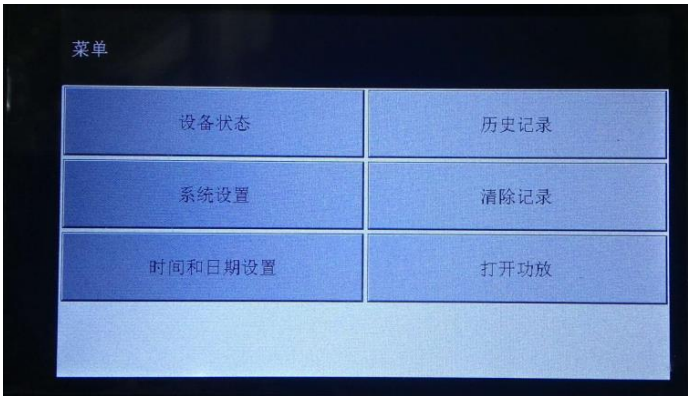 菜单
设备状态
历史记录
系统设置
清除记录
时间和日期设置
打开功放